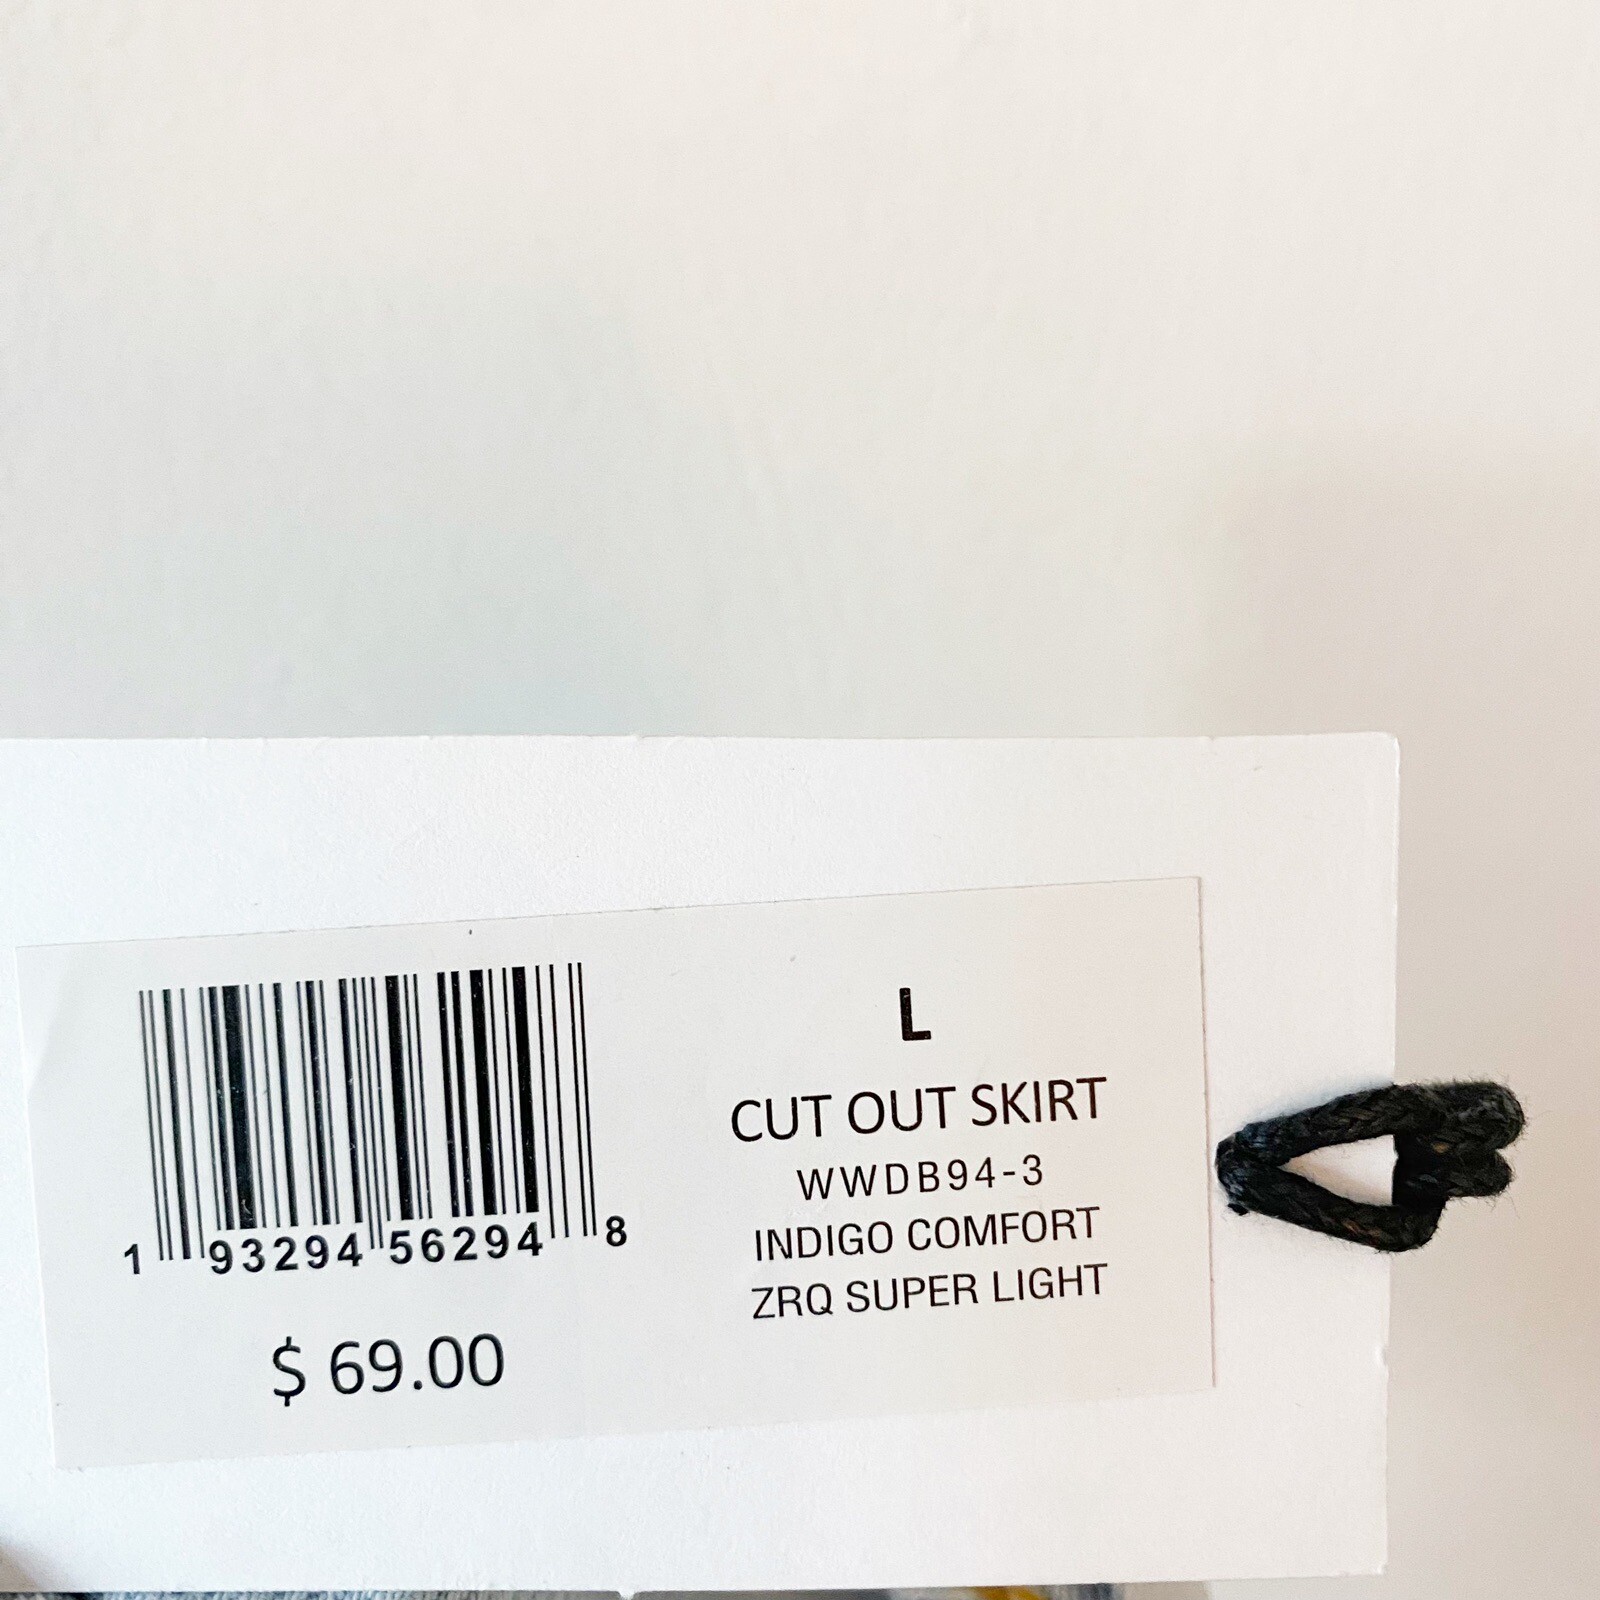 1 93294 56294 8
$ 69.00
L
CUT OUT SKIRT
WWDB94-3
INDIGO COMFORT
ZRQ SUPER LIGHT